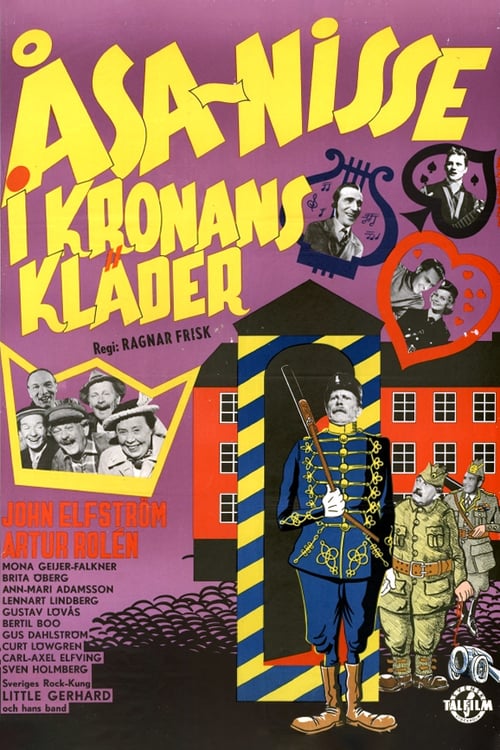 ÅSA-NISSE
I KRONANS
KLÄDER
Regi: RAGNAR FRISK
JOHN ELFSTRÖM
ARTUR ROLÉN
MONA GEIJER-FALKNER
BRITA ÖBERG
ANN-MARI ADAMSSON
LENNART LINDBERG
GUSTAV LÖVÅS
BERTIL BOO
GUS DAHLSTRÖM
CURT LÖWGREN
CARL-AXEL ELFVING
SVEN HOLMBERG
Sveriges Rock-Kung
LITTLE GERHARD
och hans band
TALFILM